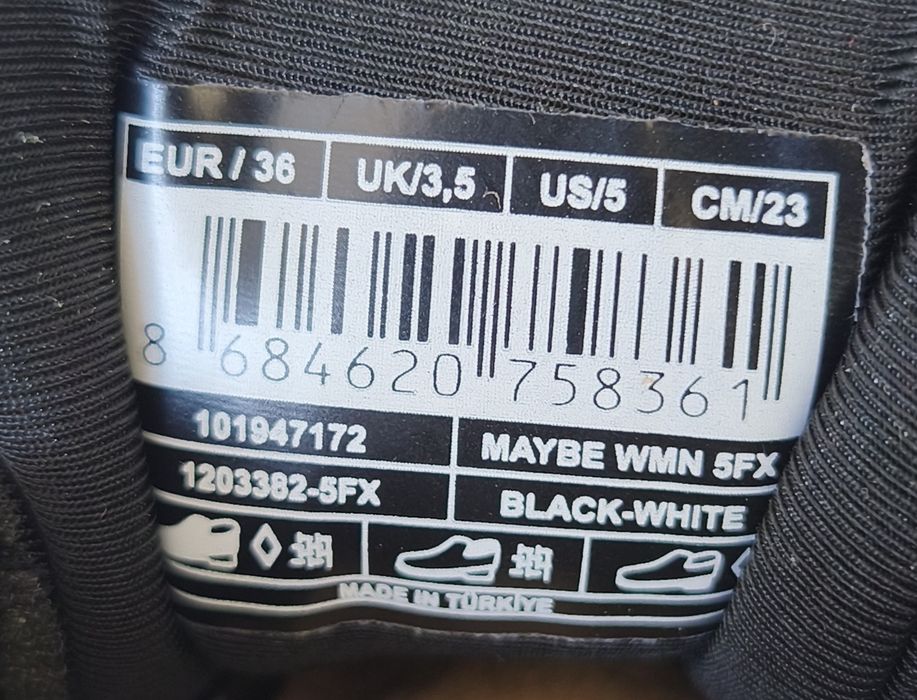 EUR / 36 UK/3,5 US/5 CM/23
8 684620 758361
101947172 MAYBE WMN 5FX
1203382-5FX BLACK-WHITE
MADE IN TÜRKİYE